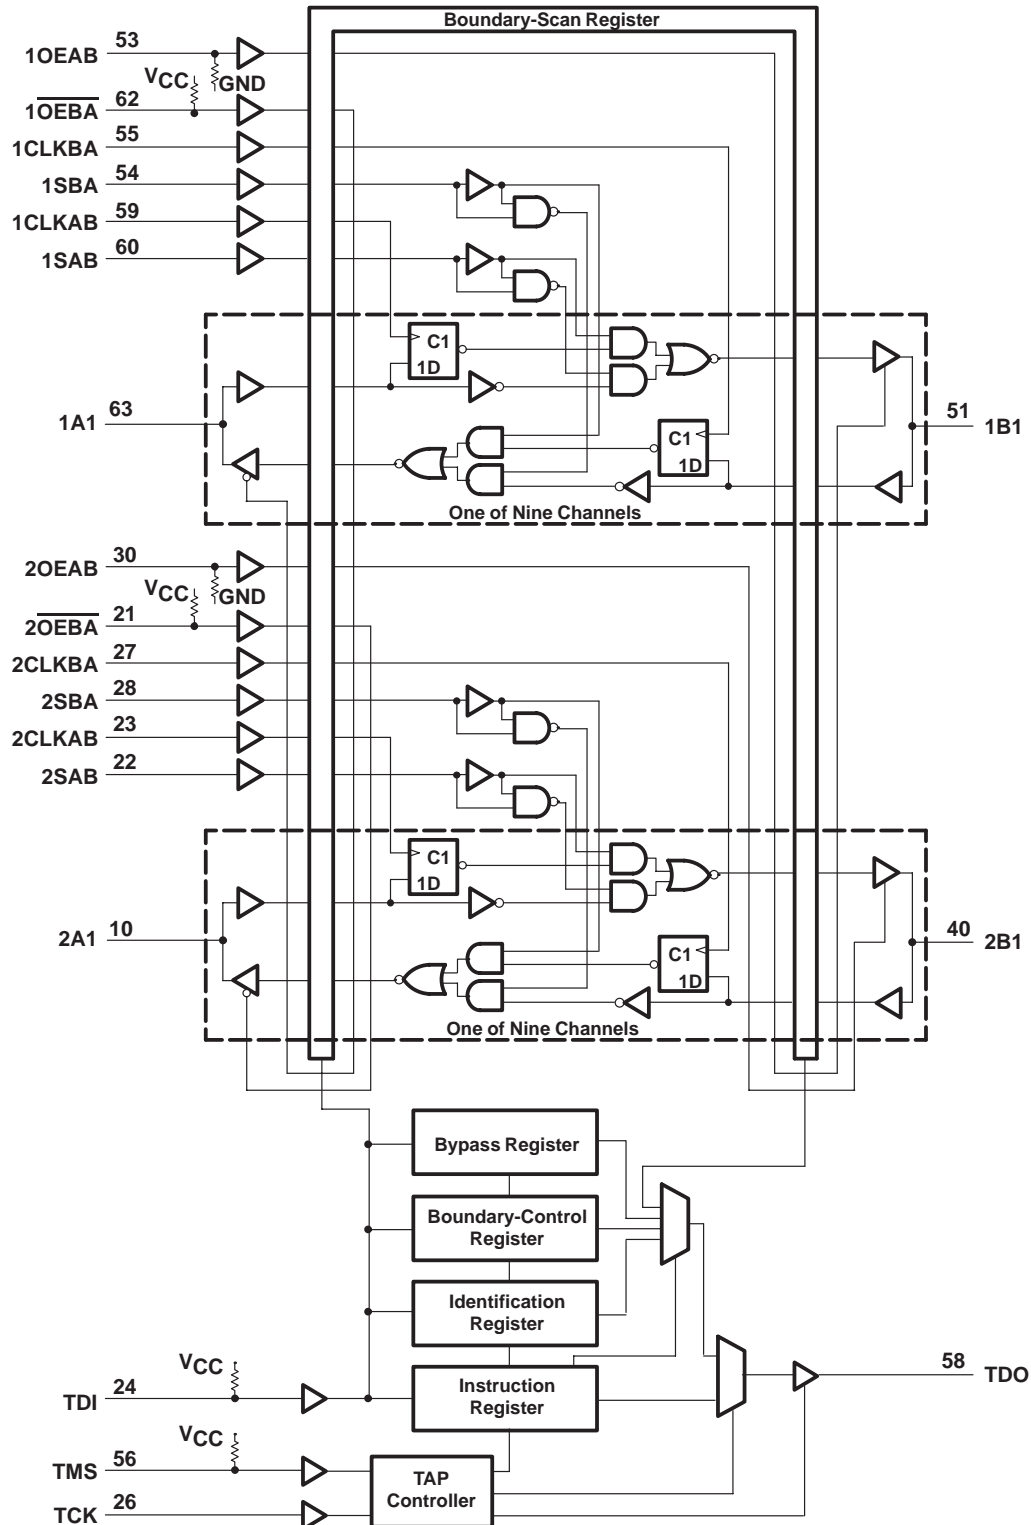 Boundary-Scan Register
1OEAB 53
VCC GND
1OEBA 62
1CLKBA 55
1SBA 54
1CLKAB 59
1SAB 60
C1
1D
1A1 63
51 1B1
C1
1D
One of Nine Channels
2OEAB 30
VCC GND
2OEBA 21
2CLKBA 27
2SBA 28
2CLKAB 23
2SAB 22
C1
1D
2A1 10
40 2B1
C1
1D
One of Nine Channels
Bypass Register
Boundary-Control
Register
Identification
Register
VCC
TDI 24
Instruction
Register
58 TDO
VCC
TMS 56
TAP
Controller
TCK 26